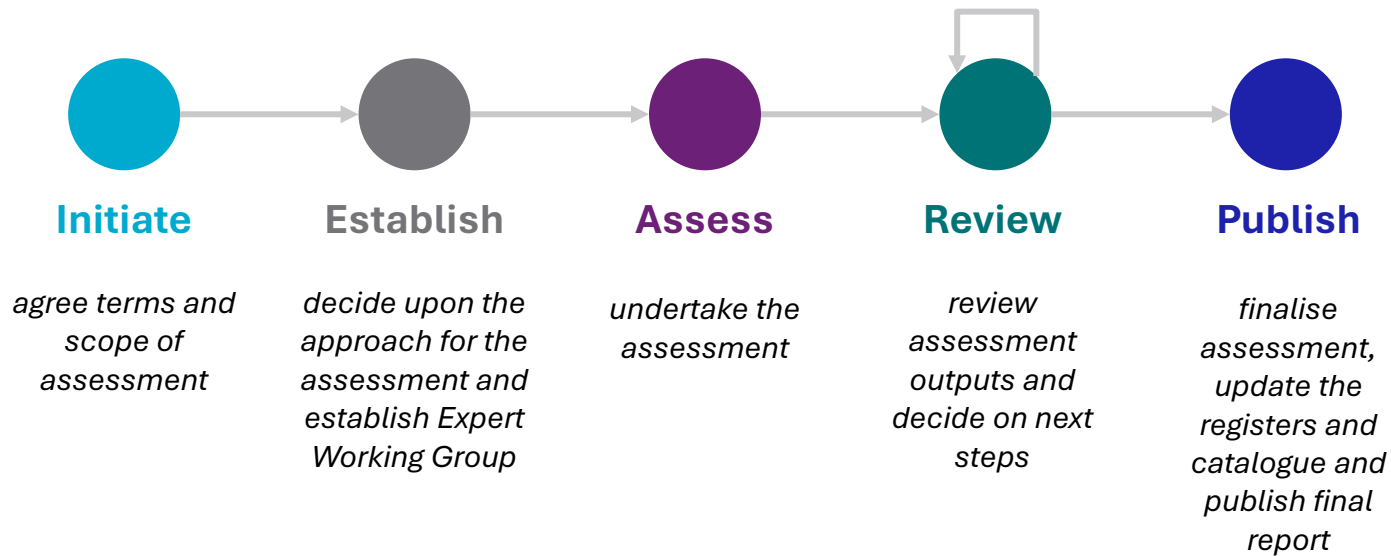 Initiate
agree terms and
scope of
assessment
Establish
decide upon the
approach for the
assessment and
establish Expert
Working Group
Assess
undertake the
assessment
Review
review
assessment
outputs and
decide on next
steps
Publish
finalise
assessment,
update the
registers and
catalogue and
publish final
report